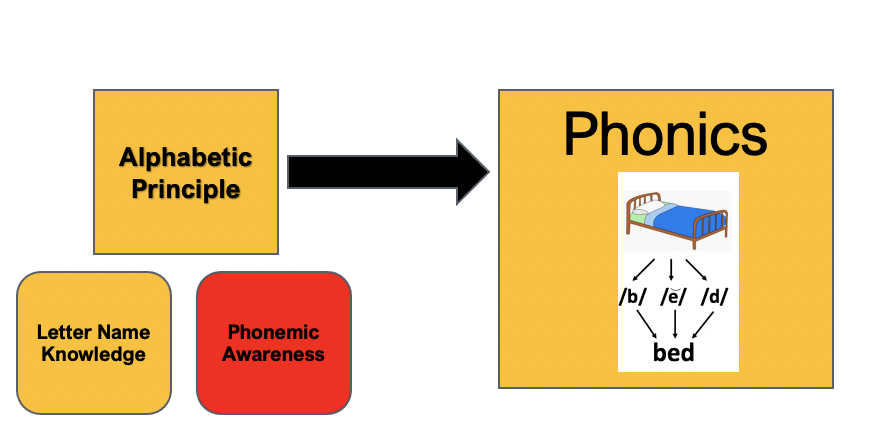 Alphabetic
Principle
Letter Name
Knowledge
Phonemic
Awareness
Phonics
/b/ /ĕ/ /d/
bed